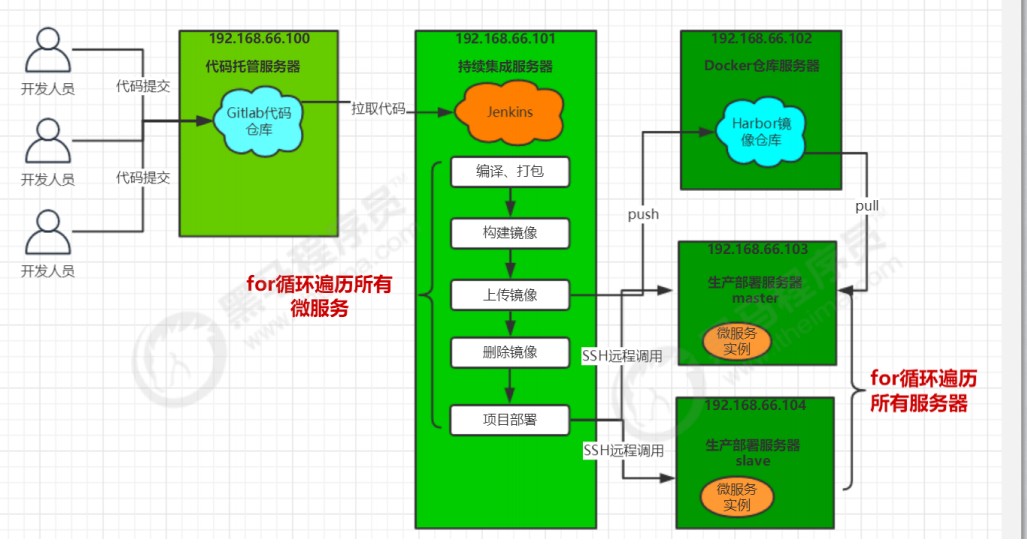 192.168.66.100
代码托管服务器
Gitlab代码
仓库
开发人员
开发人员
开发人员
代码提交
代码提交
拉取代码
192.168.66.101
持续集成服务器
Jenkins
编译、打包
构建镜像
上传镜像
删除镜像
项目部署
for循环遍历所有
微服务
push
SSH远程调用
SSH远程调用
192.168.66.102
Docker仓库服务器
Harbor镜
像仓库
pull
192.168.66.103
生产部署服务器
master
微服务
实例
192.168.66.104
生产部署服务器
slave
微服务
实例
for循环遍历
所有服务器
黑马程序员